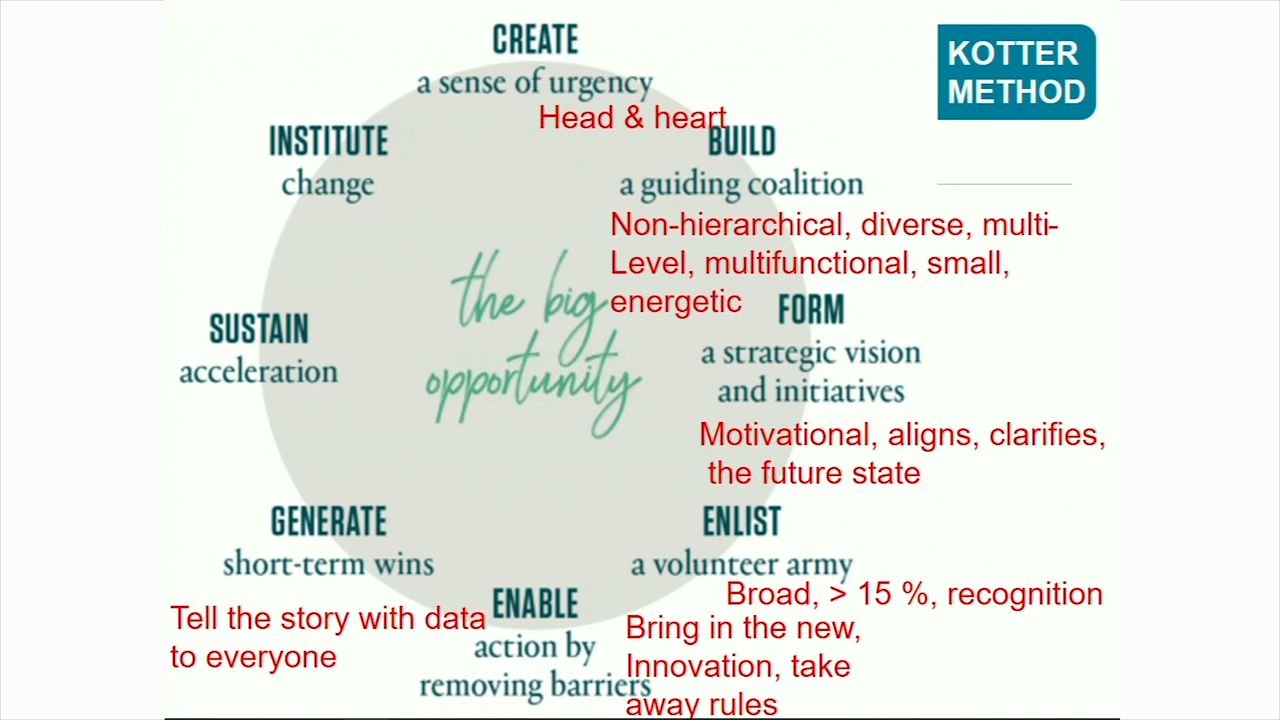 KOTTER
METHOD
CREATE
a sense of urgency
Head & heart
BUILD
a guiding coalition
Non-hierarchical, diverse, multi-
Level, multifunctional, small,
energetic
FORM
a strategic vision
and initiatives
Motivational, aligns, clarifies,
the future state
ENLIST
a volunteer army
Broad, > 15 %, recognition
ENABLE
action by
removing barriers
Bring in the new,
Innovation, take
away rules
GENERATE
short-term wins
Tell the story with data
to everyone
SUSTAIN
acceleration
INSTITUTE
change
the big
opportunity